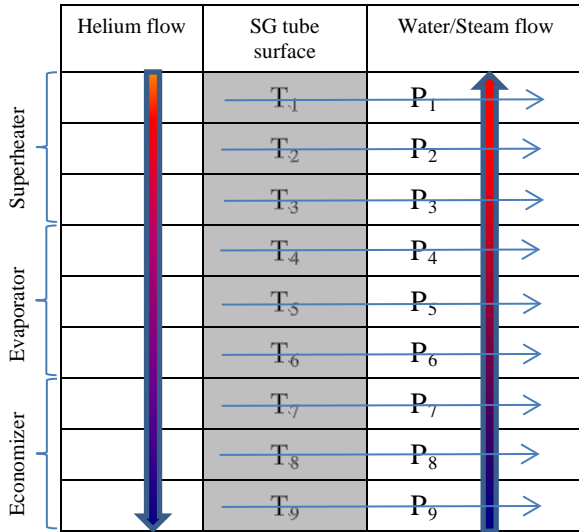 Helium flow
SG tube
surface
Water/Steam flow
Superheater
T1
P1
T2
P2
T3
P3
Evaporator
T4
P4
T5
P5
T6
P6
Economizer
T7
P7
T8
P8
T9
P9